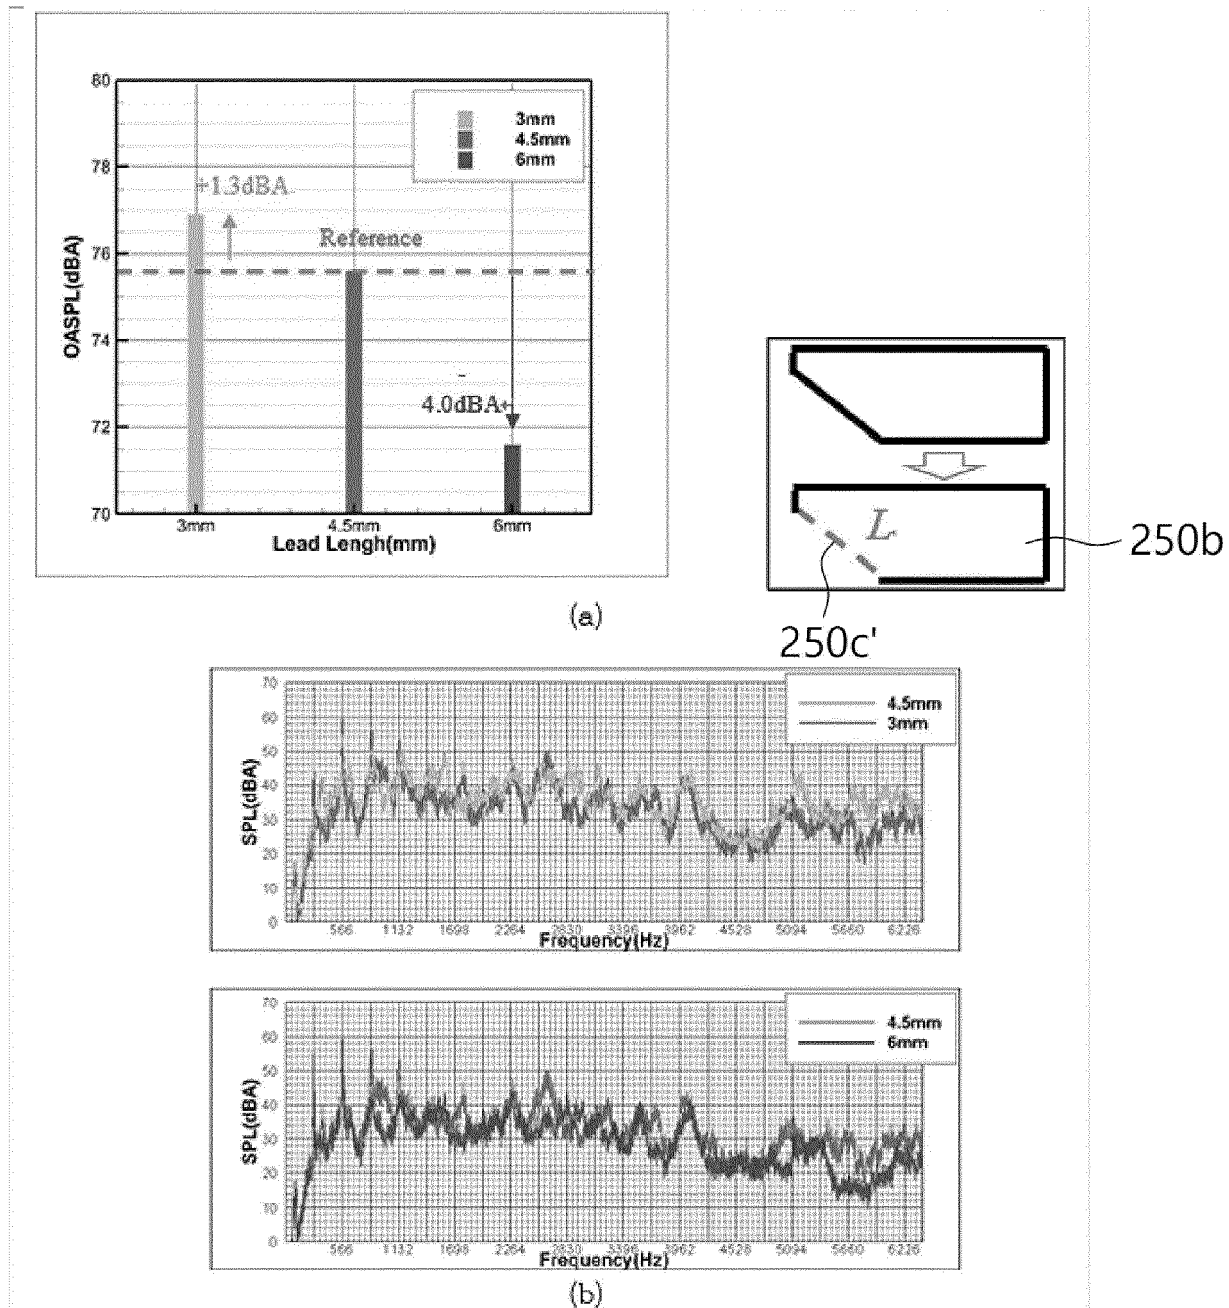 80
78
76
74
72
70
OASPL(dBA)
3mm
4.5mm
6mm
+1.3dBA
Reference
-
4.0dBA+
3mm
4.5mm
6mm
Lead Lengh(mm)
L
250b
250c'
(a)
70
60
50
40
30
20
10
0
SPL(dBA)
4.5mm
3mm
566
1132
1698
2264
2830
3396
3962
4528
5094
5660
6226
Frequency(Hz)
70
60
50
40
30
20
10
0
SPL(dBA)
4.5mm
6mm
566
1132
1698
2264
2830
3396
3962
4528
5094
5660
6226
Frequency(Hz)
(b)